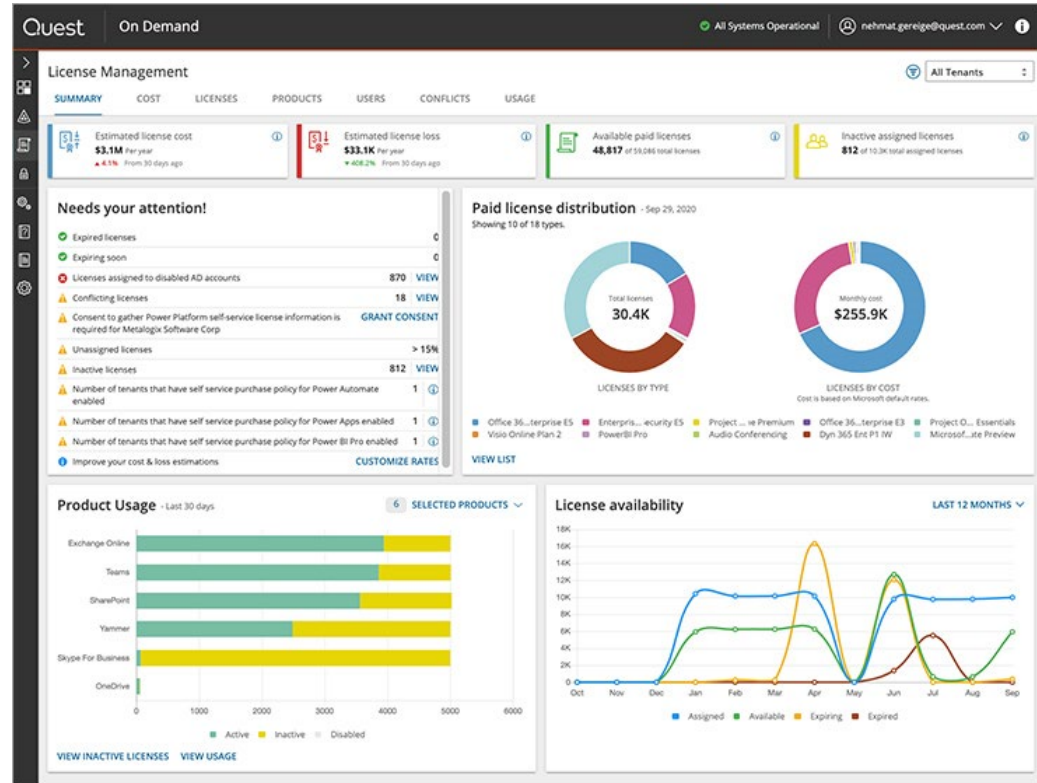 Quest On Demand
All Systems Operational
nehmat.gereige@quest.com
License Management
All Tenants
SUMMARY COST LICENSES PRODUCTS USERS CONFLICTS USAGE
Estimated license cost
$3.1M Per year
4.1% From 30 days ago
Estimated license loss
$33.1K Per year
408.2% From 30 days ago
Available paid licenses
48,817 of 59,086 total licenses
Inactive assigned licenses
812 of 10.3K total assigned licenses
Needs your attention!
Expired licenses 0
Expiring soon 0
Licenses assigned to disabled AD accounts 870 VIEW
Conflicting licenses 18 VIEW
Consent to gather Power Platform self-service license information is GRANT CONSENT
required for Metalogix Software Corp
Unassigned licenses > 15%
Inactive licenses 812 VIEW
Number of tenants that have self service purchase policy for Power Automate 1
enabled
Number of tenants that have self service purchase policy for Power Apps enabled 1
Number of tenants that have self service purchase policy for Power BI Pro enabled 1
Improve your cost & loss estimations CUSTOMIZE RATES
Paid license distribution - Sep 29, 2020
Showing 10 of 18 types.
Total licenses
30.4K
LICENSES BY TYPE
Monthly cost
$255.9K
LICENSES BY COST
Cost is based on Microsoft default rates.
Office 36...terprise E5 Enterpris... ecurity E5 Project ... ne Premium Office 36...terprise E3 Project O... Essentials
Visio Online Plan 2 PowerBI Pro Audio Conferencing Dyn 365 Ent P1 IW Microsof...ate Preview
VIEW LIST
Product Usage - Last 30 days
6 SELECTED PRODUCTS
Exchange Online
Teams
SharePoint
Yammer
Skype For Business
OneDrive
0 1000 2000 3000 4000 5000 6000
Active Inactive Disabled
VIEW INACTIVE LICENSES VIEW USAGE
License availability
LAST 12 MONTHS
18K
16K
14K
12K
10K
8K
6K
4K
2K
0
Oct Nov Dec Jan Feb Mar Apr May Jun Jul Aug Sep
Assigned Available Expiring Expired